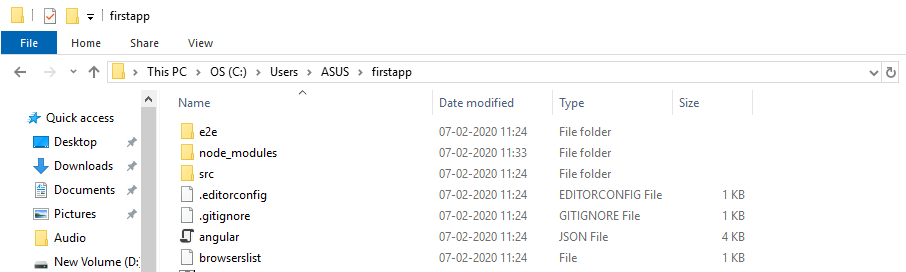 firstapp
File Home Share View
This PC OS (C:) Users ASUS firstapp
Name Date modified Type Size
Quick access
Desktop
Downloads
Documents
Pictures
Audio
New Volume (D:
e2e 07-02-2020 11:24 File folder
node_modules 07-02-2020 11:33 File folder
src 07-02-2020 11:24 File folder
.editorconfig 07-02-2020 11:24 EDITORCONFIG File 1 KB
.gitignore 07-02-2020 11:24 GITIGNORE File 1 KB
angular 07-02-2020 11:24 JSON File 4 KB
browserslist 07-02-2020 11:24 File 1 KB